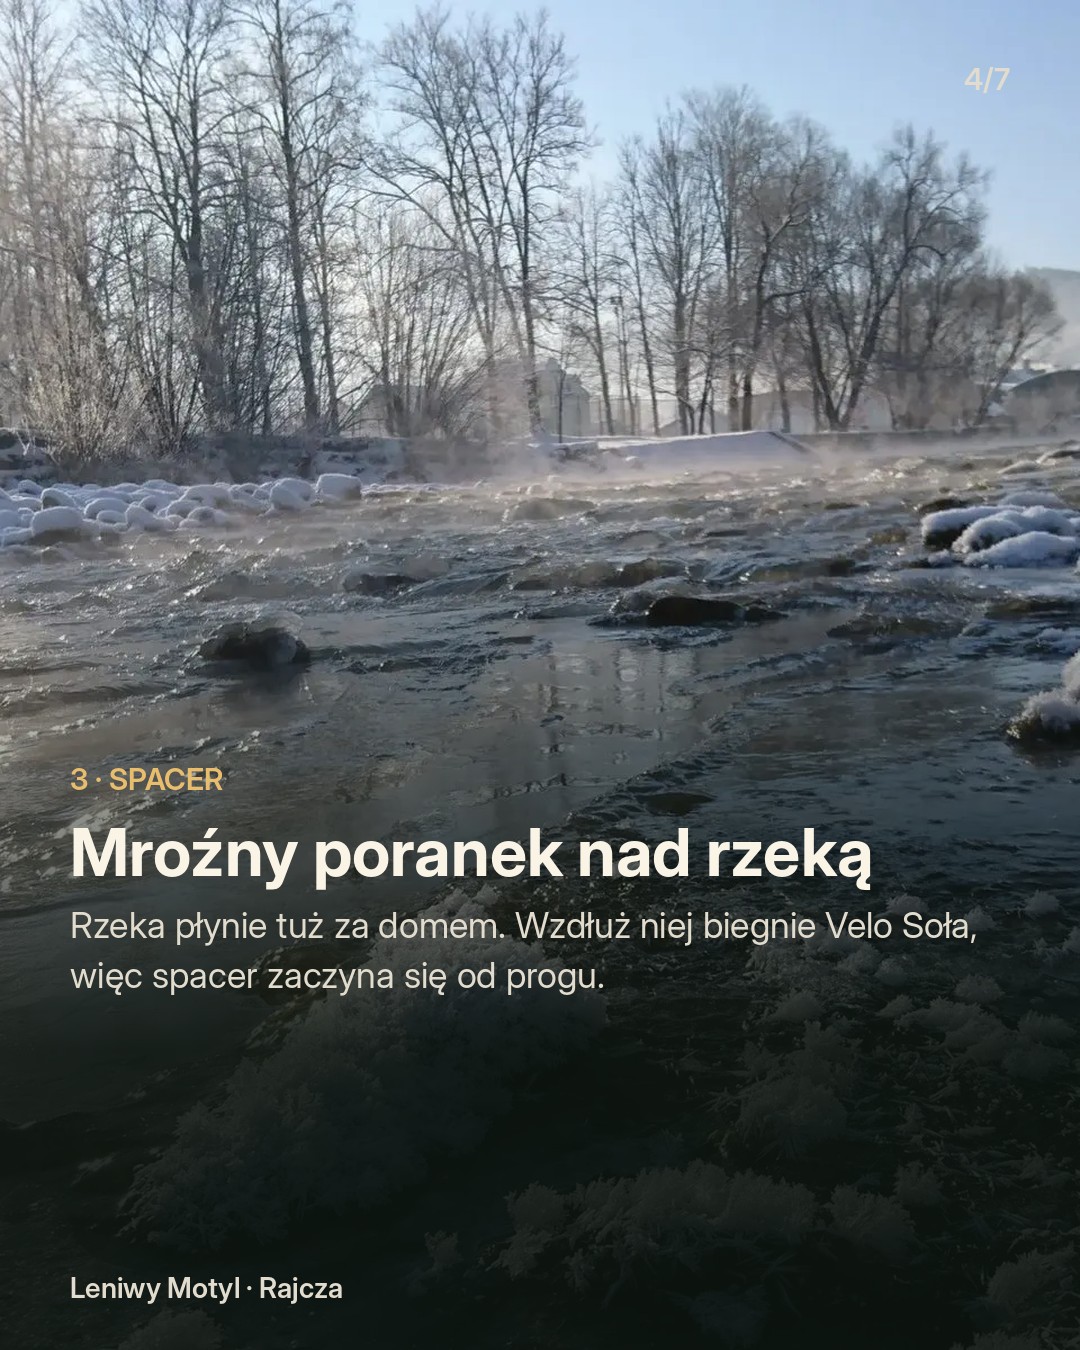 4/7
3 · SPACER
Mroźny poranek nad rzeką
Rzeka płynie tuż za domem. Wzdłuż niej biegnie Velo Soła,
więc spacer zaczyna się od progu.
Leniwy Motyl · Rajcza